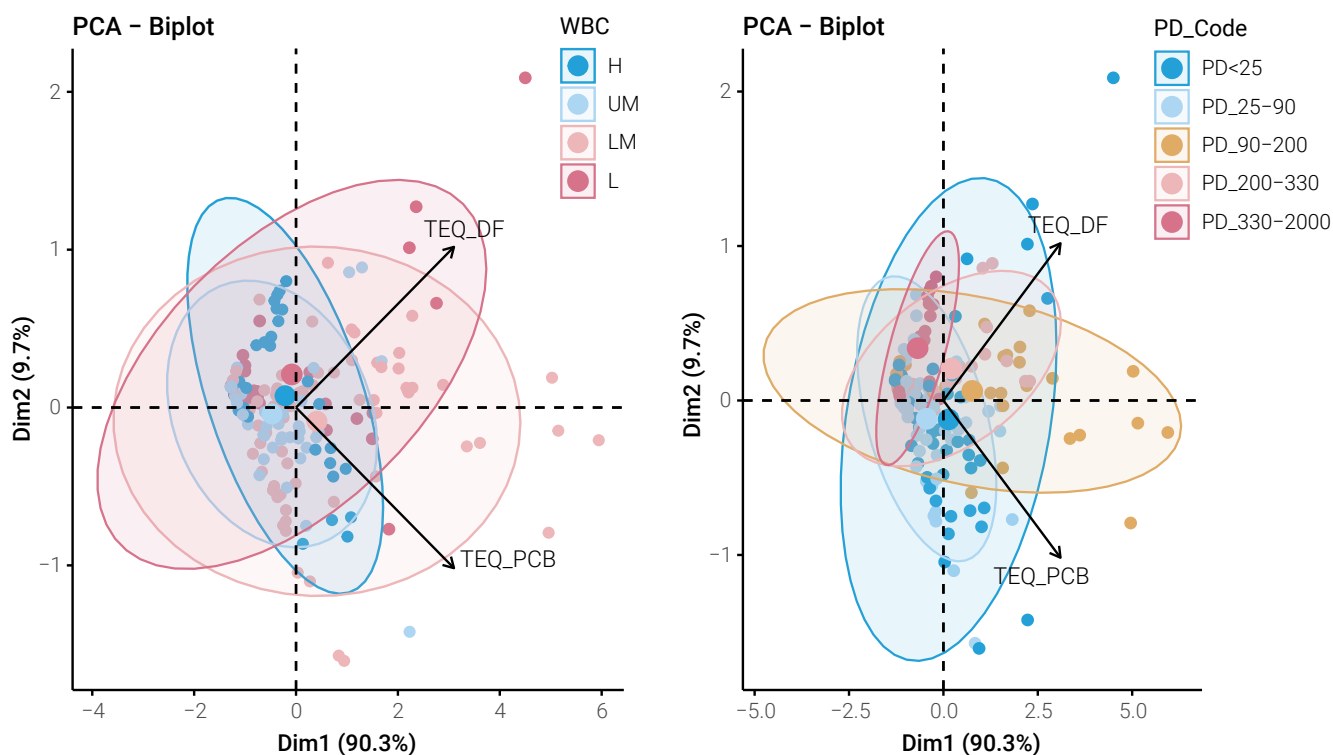 PCA – Biplot
WBC
H
UM
LM
L
TEQ_DF
TEQ_PCB
2
1
0
−1
Dim2 (9.7%)
−4
−2
0
2
4
6
Dim1 (90.3%)
PCA – Biplot
PD_Code
PD<25
PD_25−90
PD_90−200
PD_200−330
PD_330−2000
TEQ_DF
TEQ_PCB
2
1
0
−1
Dim2 (9.7%)
−5.0
−2.5
0.0
2.5
5.0
Dim1 (90.3%)